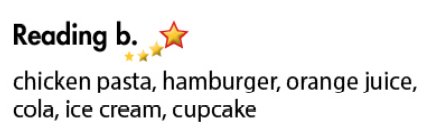 Reading b.
chicken pasta, hamburger, orange juice,
cola, ice cream, cupcake